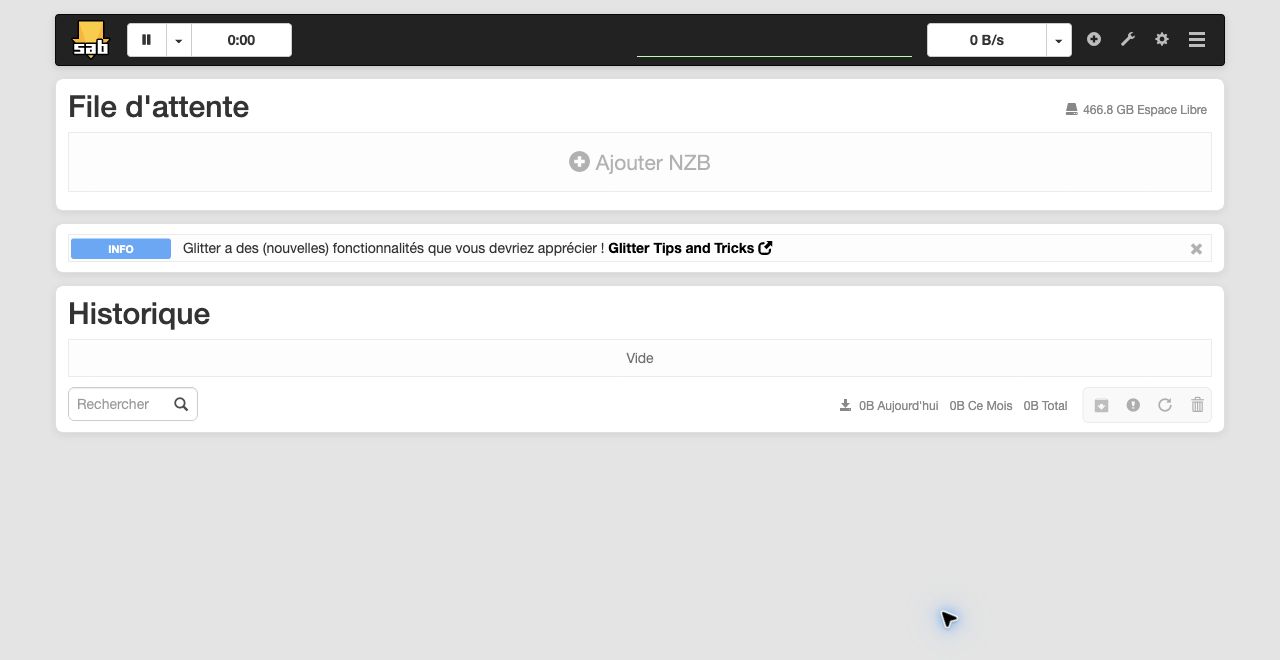 sab
0:00
0 B/s
File d'attente
466.8 GB Espace Libre
Ajouter NZB
INFO
Glitter a des (nouvelles) fonctionnalités que vous devriez apprécier ! Glitter Tips and Tricks
Historique
Vide
Rechercher
0B Aujourd'hui 0B Ce Mois 0B Total